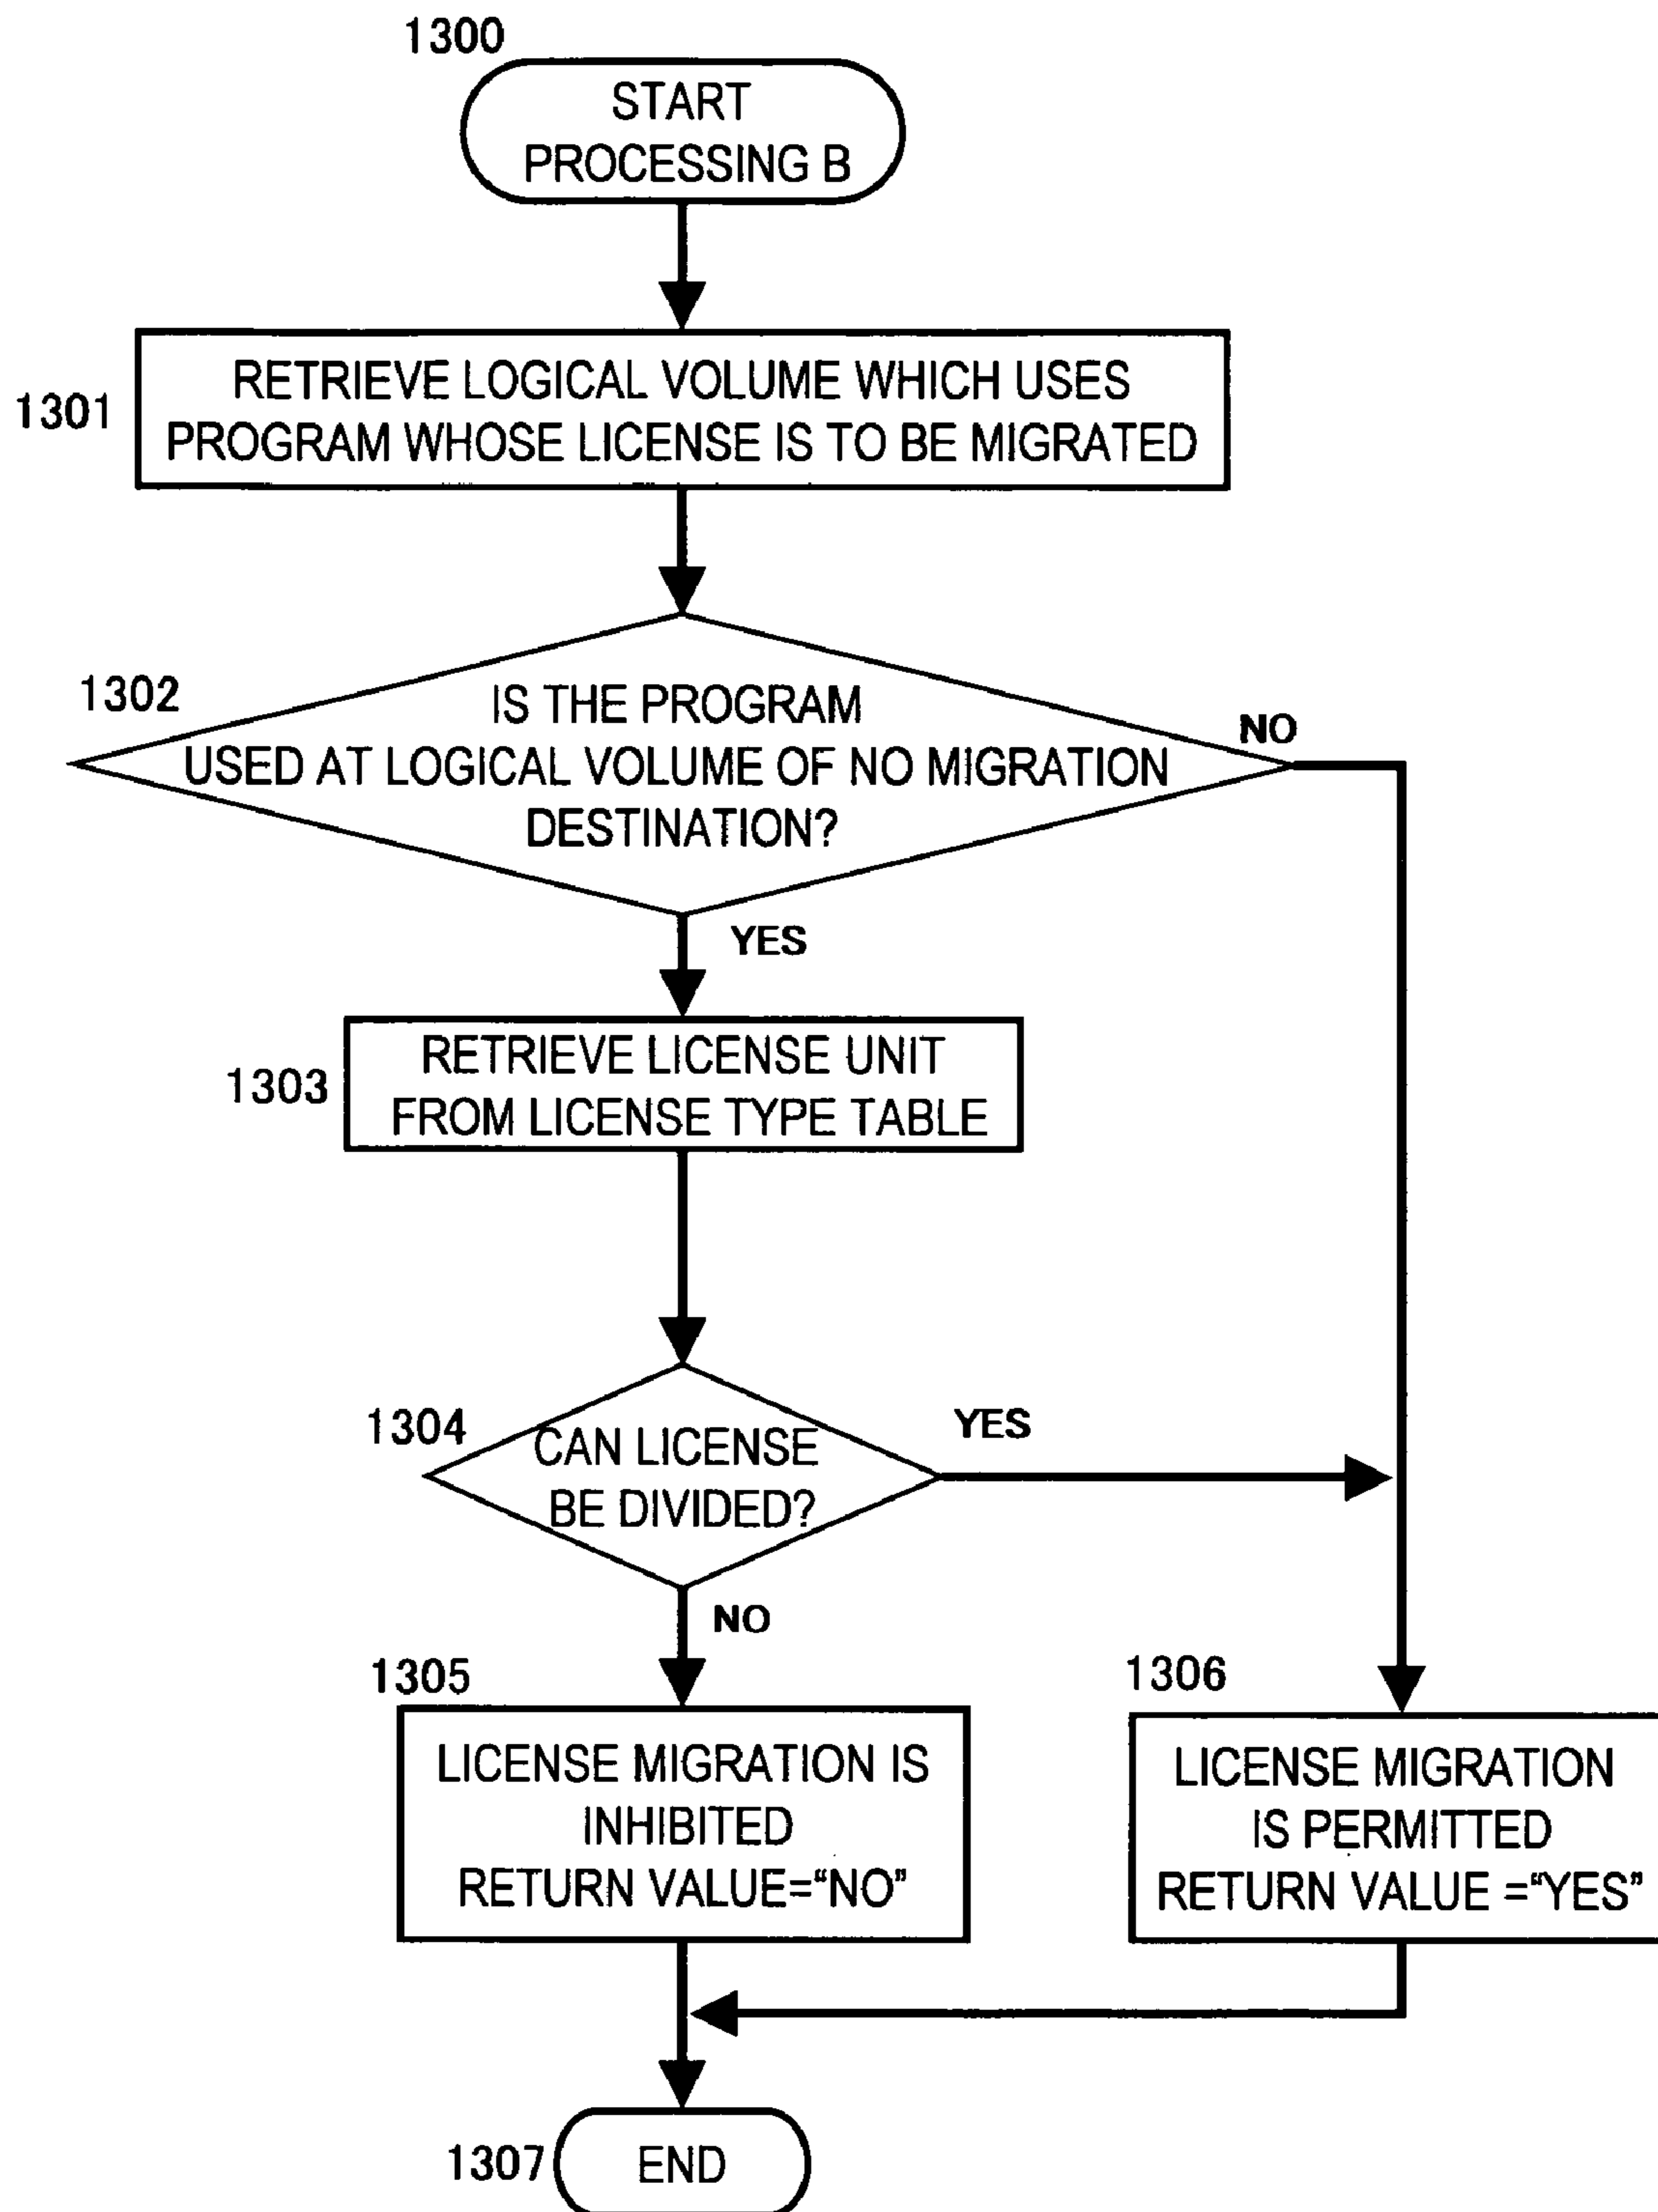 1300
START
PROCESSING B
1301
RETRIEVE LOGICAL VOLUME WHICH USES
PROGRAM WHOSE LICENSE IS TO BE MIGRATED
1302
IS THE PROGRAM
USED AT LOGICAL VOLUME OF NO MIGRATION
DESTINATION?
NO
YES
1303
RETRIEVE LICENSE UNIT
FROM LICENSE TYPE TABLE
1304
CAN LICENSE
BE DIVIDED?
YES
NO
1305
LICENSE MIGRATION IS
INHIBITED
RETURN VALUE="NO"
1306
LICENSE MIGRATION
IS PERMITTED
RETURN VALUE ="YES"
1307
END